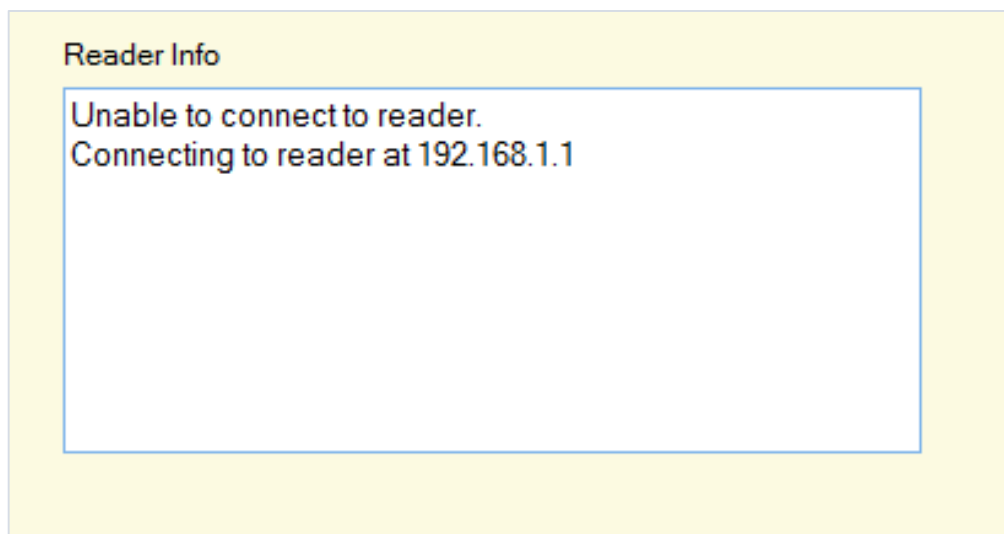 Reader Info
Unable to connect to reader.
Connecting to reader at 192.168.1.1